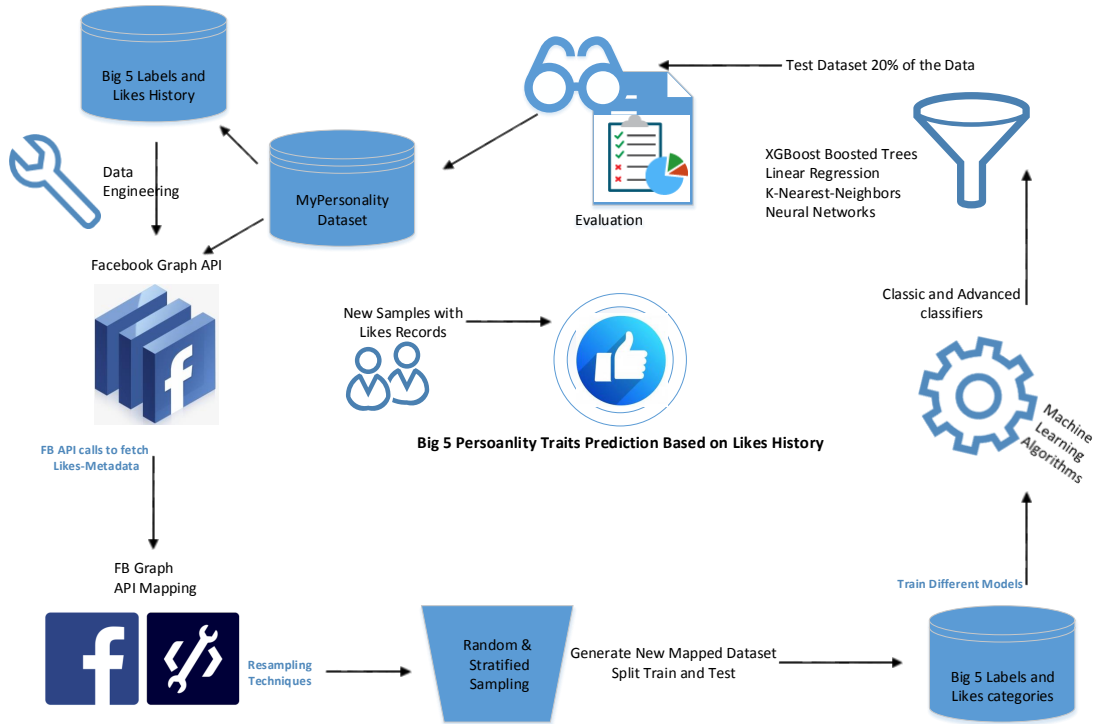 Big 5 Labels and
Likes History
Test Dataset 20% of the Data
Data
Engineering
MyPersonality
Dataset
Evaluation
XGBoost Boosted Trees
Linear Regression
K-Nearest-Neighbors
Neural Networks
Facebook Graph API
New Samples with
Likes Records
Classic and Advanced
classifiers
Machine
Learning
Algorithms
Big 5 Persoanlity Traits Prediction Based on Likes History
FB API calls to fetch
Likes-Metadata
FB Graph
API Mapping
Resampling
Techniques
Random &
Stratified
Sampling
Generate New Mapped Dataset
Split Train and Test
Train Different Models
Big 5 Labels and
Likes categories